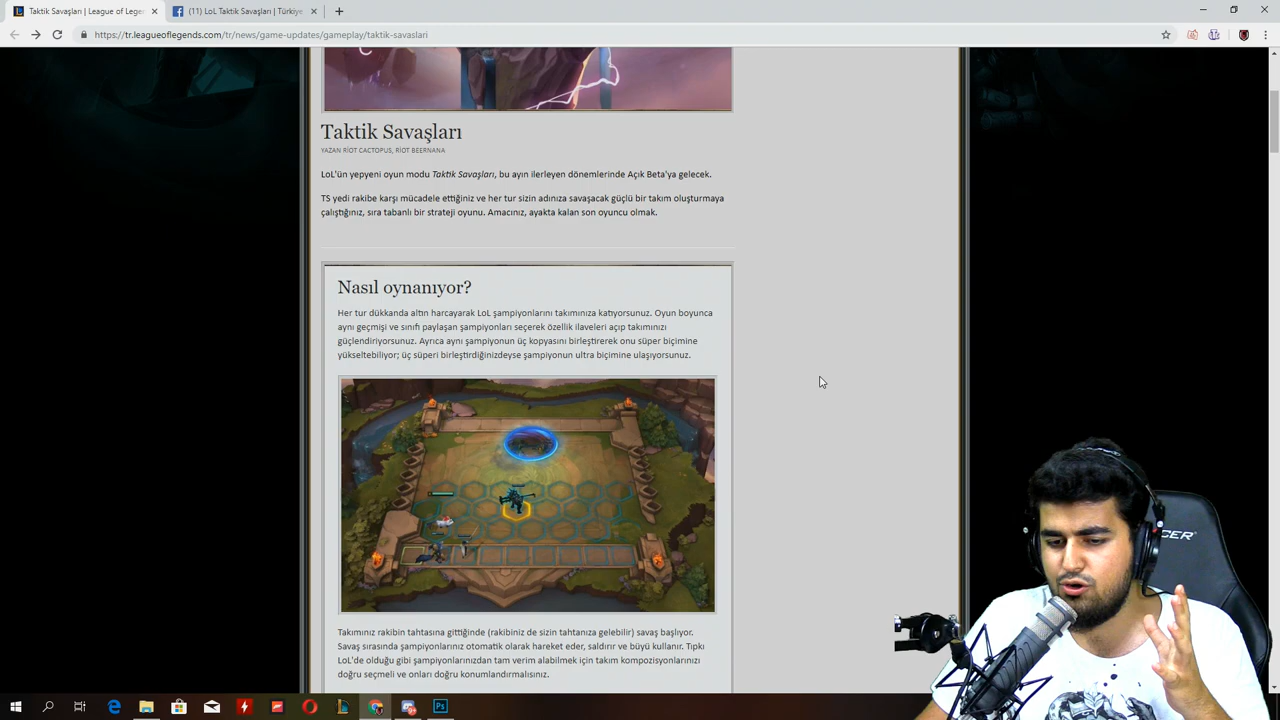 Taktik Savaşları | League of Lege
(11) LoL Taktik Savaşları | Türkiye
https://tr.leagueoflegends.com/tr/news/game-updates/gameplay/taktik-savaslari
Taktik Savaşları
YAZAN RİOT CACTOPUS, RİOT BEERNANA
LoL'ün yepyeni oyun modu Taktik Savaşları, bu ayın ilerleyen dönemlerinde Açık Beta'ya gelecek.
TS yedi rakibe karşı mücadele ettiğiniz ve her tur sizin adınıza savaşacak güçlü bir takım oluşturmaya
çalıştığınız, sıra tabanlı bir strateji oyunu. Amacınız, ayakta kalan son oyuncu olmak.
Nasıl oynanıyor?
Her tur dükkanda altın harcayarak LoL şampiyonlarını takımınıza katıyorsunuz. Oyun boyunca
aynı geçmişi ve sınıfı paylaşan şampiyonları seçerek özellik ilaveleri açıp takımınızı
güçlendiriyorsunuz. Ayrıca aynı şampiyonun üç kopyasını birleştirerek onu süper biçimine
yükseltebiliyor; üç süperi birleştirdiğinizdeyse şampiyonun ultra biçimine ulaşıyorsunuz.
Takımınız rakibin tahtasına gittiğinde (rakibiniz de sizin tahtanıza gelebilir) savaş başlıyor.
Savaş sırasında şampiyonlarınız otomatik olarak hareket eder, saldırır ve büyü kullanır. Tıpkı
LoL'de olduğu gibi şampiyonlarınızdan tam verim alabilmek için takım kompozisyonlarınızı
doğru seçmeli ve onları doğru konumlandırmalısınız.